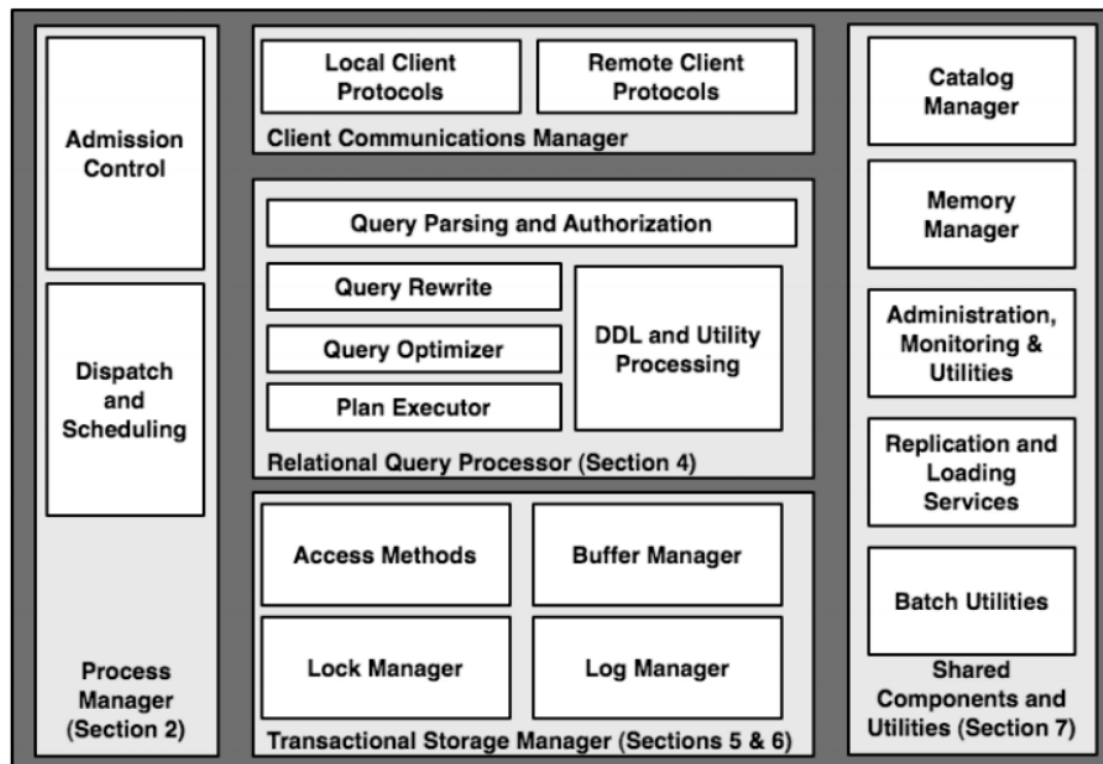 Admission
Control
Dispatch
and
Scheduling
Process
Manager
(Section 2)
Local Client
Protocols
Remote Client
Protocols
Client Communications Manager
Query Parsing and Authorization
Query Rewrite
Query Optimizer
Plan Executor
DDL and Utility
Processing
Relational Query Processor (Section 4)
Access Methods
Buffer Manager
Lock Manager
Log Manager
Transactional Storage Manager (Sections 5 & 6)
Catalog
Manager
Memory
Manager
Administration,
Monitoring &
Utilities
Replication and
Loading
Services
Batch Utilities
Shared
Components and
Utilities (Section 7)